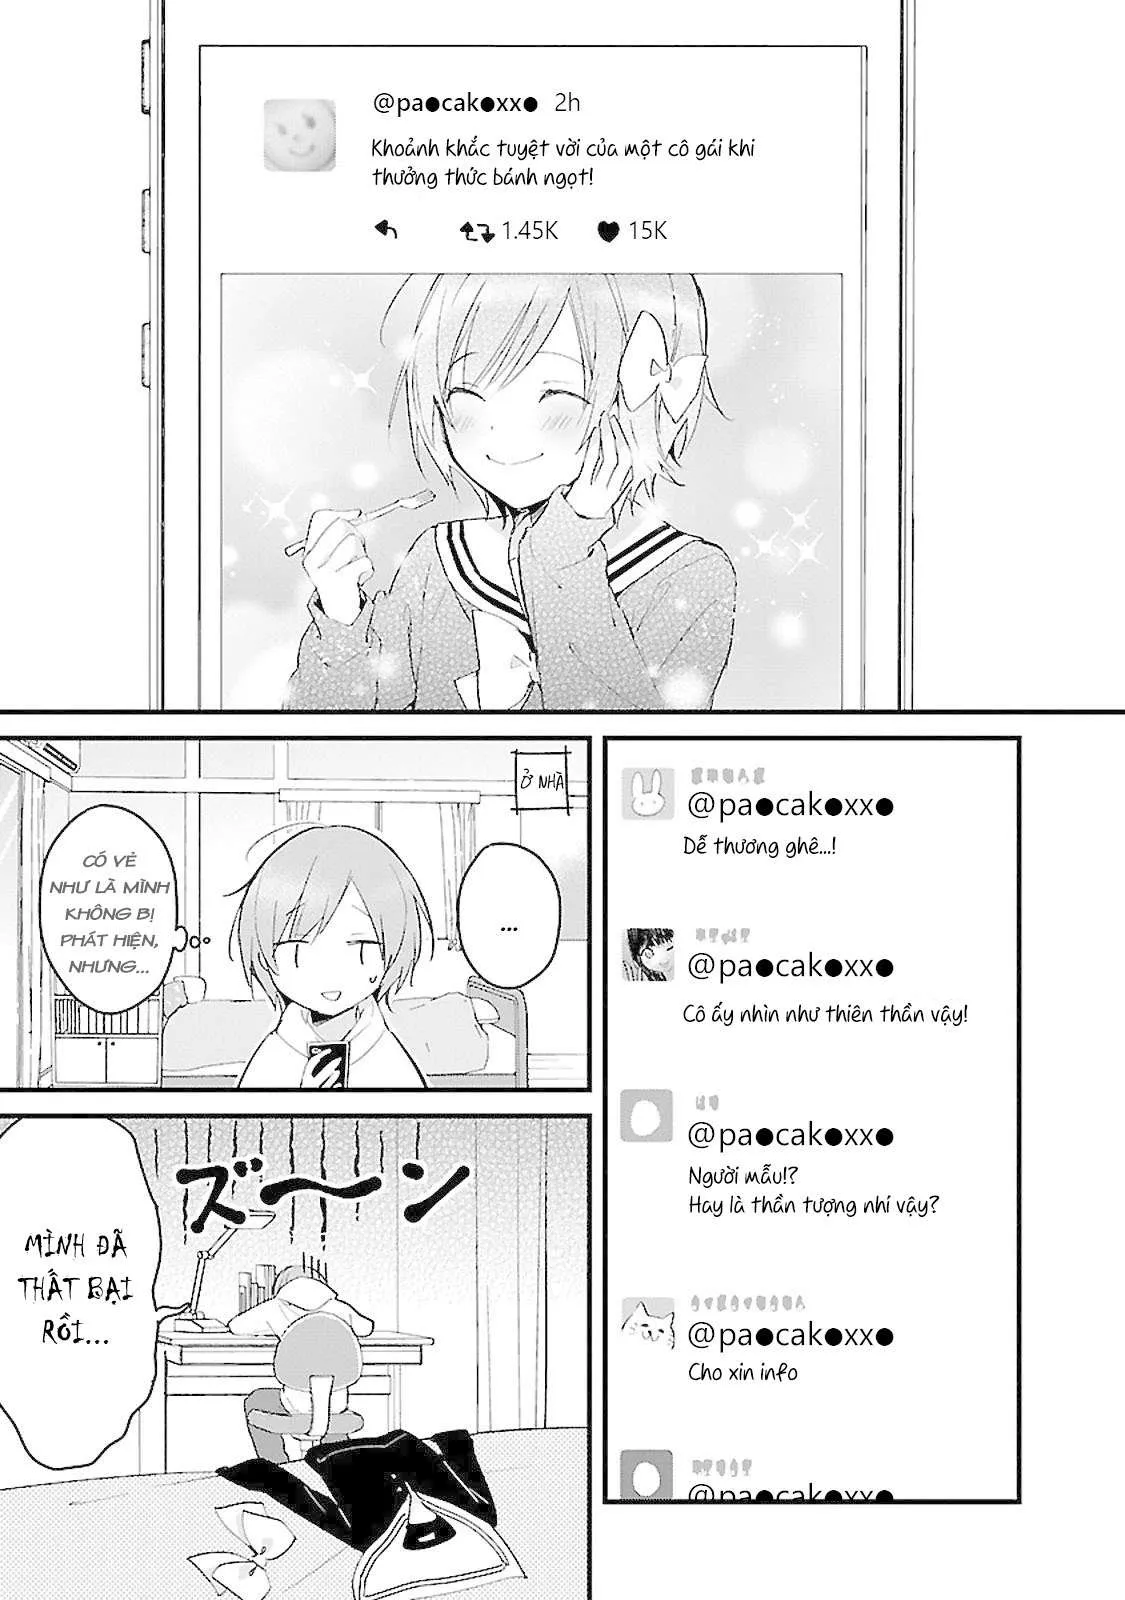 @pa●cak●xx● 2h
Khoảnh khắc tuyệt vời của một cô gái khi
thưởng thức bánh ngọt!
1.45K 15K
Ở NHÀ
...
CÓ VẺ
NHƯ LÀ MÌNH
KHÔNG BỊ
PHÁT HIỆN,
NHƯNG...
@pa●cak●xx●
Dễ thương ghê...!
@pa●cak●xx●
Cô ấy nhìn như thiên thần vậy!
@pa●cak●xx●
Người mẫu!?
Hay là thần tượng nhí vậy?
@pa●cak●xx●
Cho xin info
@pa●cak●xx●
ズ〜ン
MÌNH ĐÃ
THẤT BẠI
RỒI...